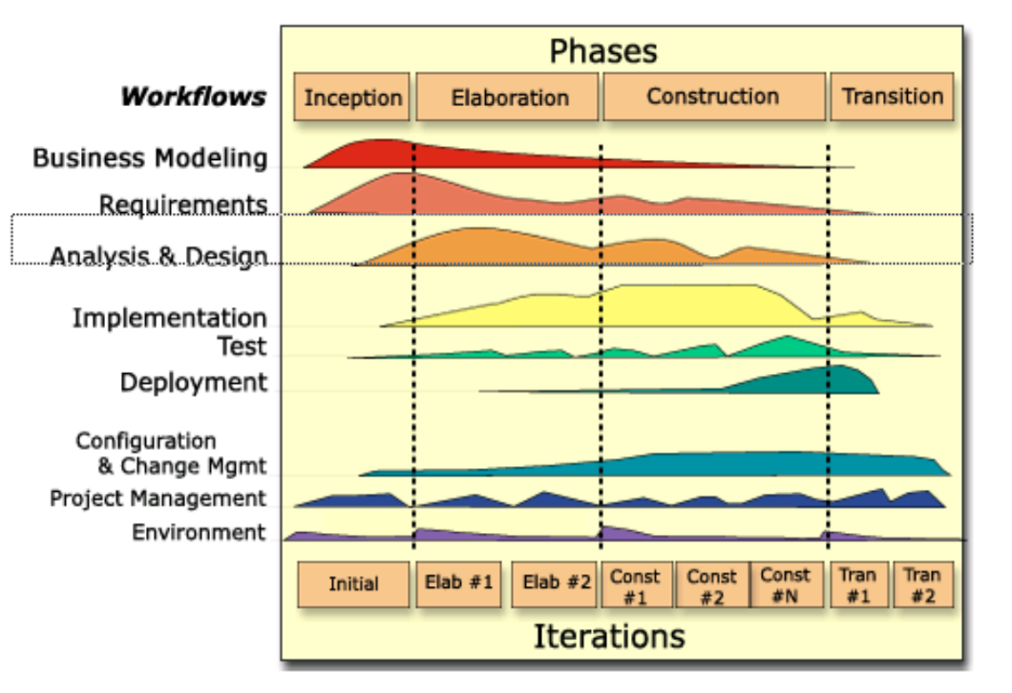 Phases
Workflows
Inception
Elaboration
Construction
Transition
Business Modeling
Requirements
Analysis & Design
Implementation
Test
Deployment
Configuration
& Change Mgmt
Project Management
Environment
Initial
Elab #1
Elab #2
Const
#1
Const
#2
Const
#N
Tran
#1
Tran
#2
Iterations